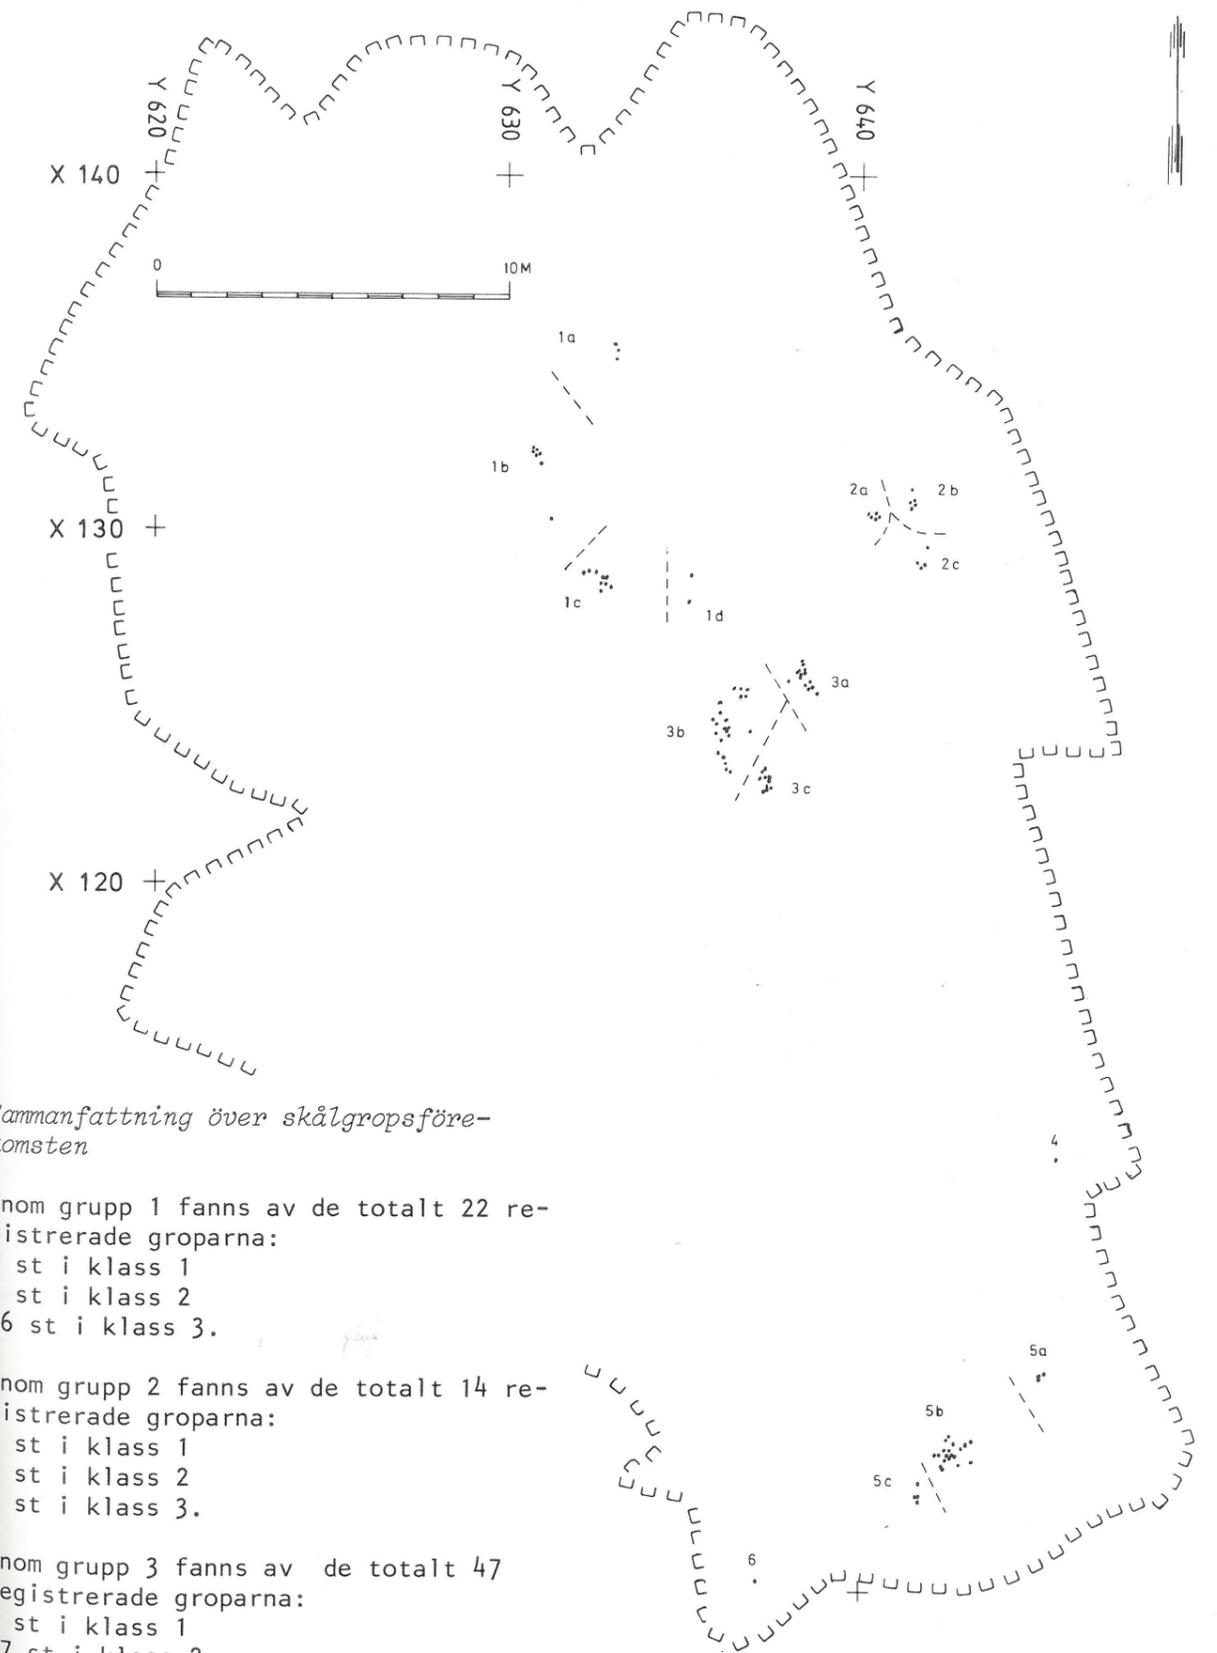 Y 620
Y 630
Y 640
X 140
0 10M
1a
1b
X 130
2a 2b
2c
1c
1d
3a
3b
3c
X 120
ammanfattning över skålgropsföre-
omsten
4
nom grupp 1 fanns av de totalt 22 re-
istrerade groparna:
st i klass 1
st i klass 2
6 st i klass 3.
nom grupp 2 fanns av de totalt 14 re-
istrerade groparna:
st i klass 1
st i klass 2
st i klass 3.
5a
5b
5c
6
nom grupp 3 fanns av de totalt 47
egistrerade groparna:
st i klass 1